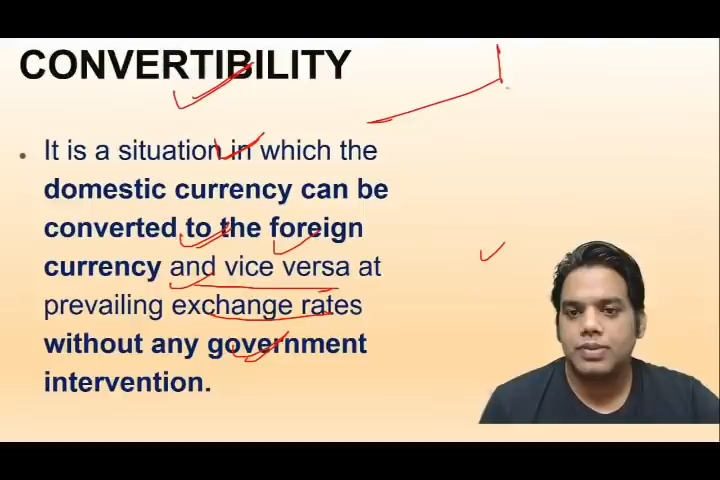 CONVERTIBILITY
• It is a situation in which the
domestic currency can be
converted to the foreign
currency and vice versa at
prevailing exchange rates
without any government
intervention.